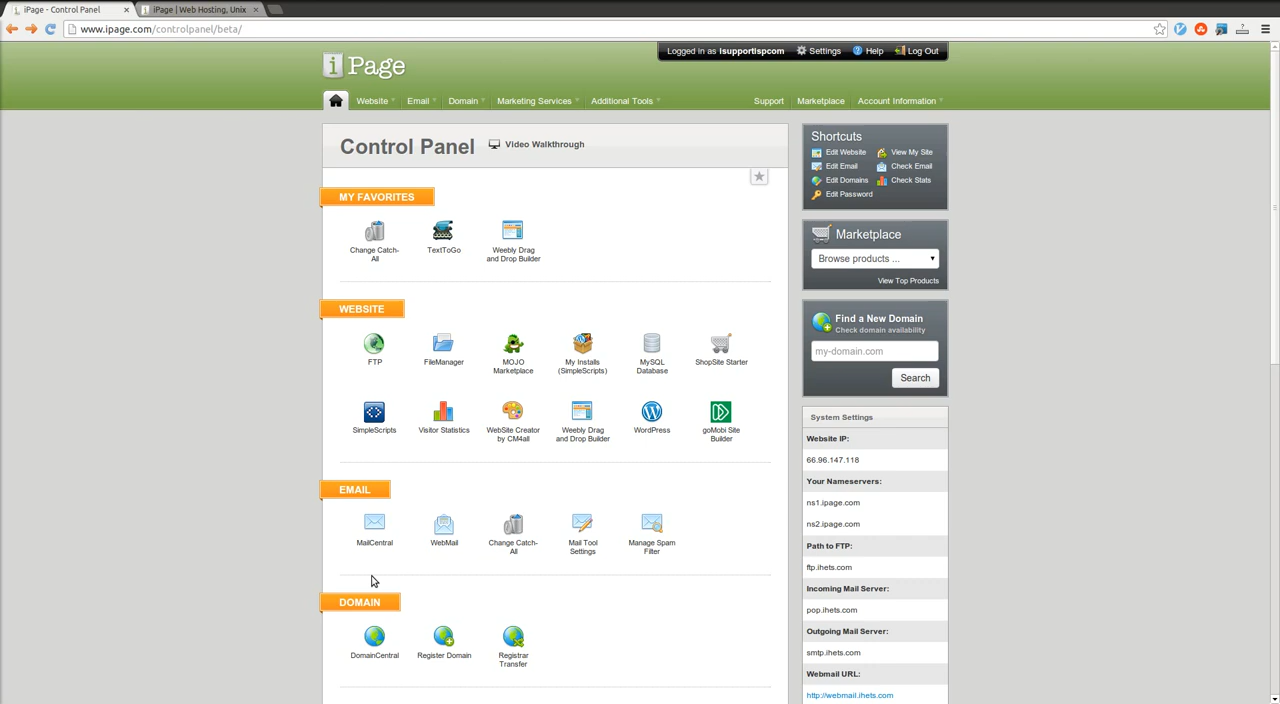 iPage - Control Panel
iPage | Web Hosting, Unix
www.ipage.com/controlpanel/beta/
Logged in as isupportispcom Settings Help Log Out
i Page
Website Email Domain Marketing Services Additional Tools Support Marketplace Account Information
Control Panel Video Walkthrough
MY FAVORITES
Change Catch-
All
TextToGo
Weebly Drag
and Drop Builder
WEBSITE
FTP
FileManager
MOJO
Marketplace
My Installs
(SimpleScripts)
MySQL
Database
ShopSite Starter
SimpleScripts
Visitor Statistics
WebSite Creator
by CM4all
Weebly Drag
and Drop Builder
WordPress
goMobi Site
Builder
EMAIL
MailCentral
WebMail
Change Catch-
All
Mail Tool
Settings
Manage Spam
Filter
DOMAIN
DomainCentral
Register Domain
Registrar
Transfer
Shortcuts
Edit Website View My Site
Edit Email Check Email
Edit Domains Check Stats
Edit Password
Marketplace
Browse products ...
View Top Products
Find a New Domain
Check domain availability
my-domain.com
Search
System Settings
Website IP:
66.96.147.118
Your Nameservers:
ns1.ipage.com
ns2.ipage.com
Path to FTP:
ftp.ihets.com
Incoming Mail Server:
pop.ihets.com
Outgoing Mail Server:
smtp.ihets.com
Webmail URL:
http://webmail.ihets.com